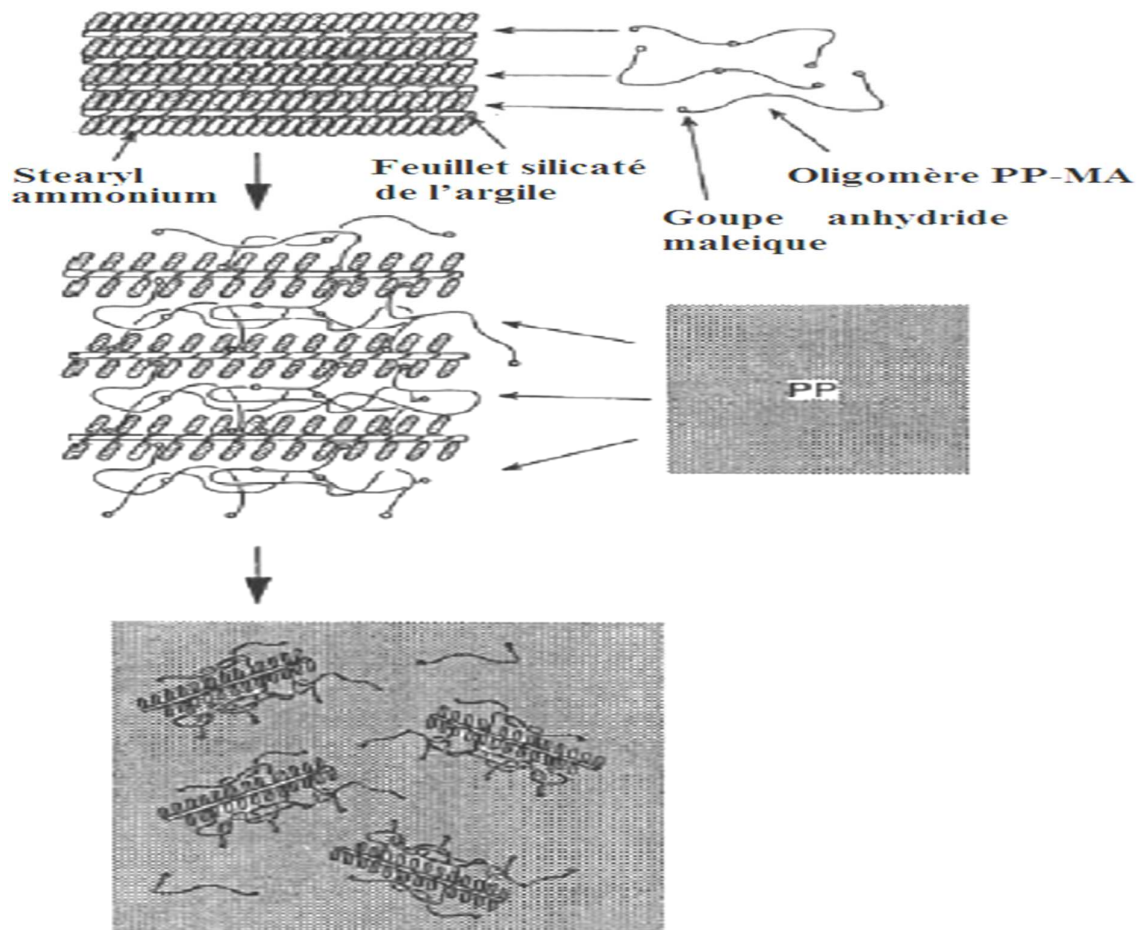 Stearyl
ammonium
Feuillet silicaté
de l'argile
Oligomère PP-MA
Goupe anhydride
maleique
PP